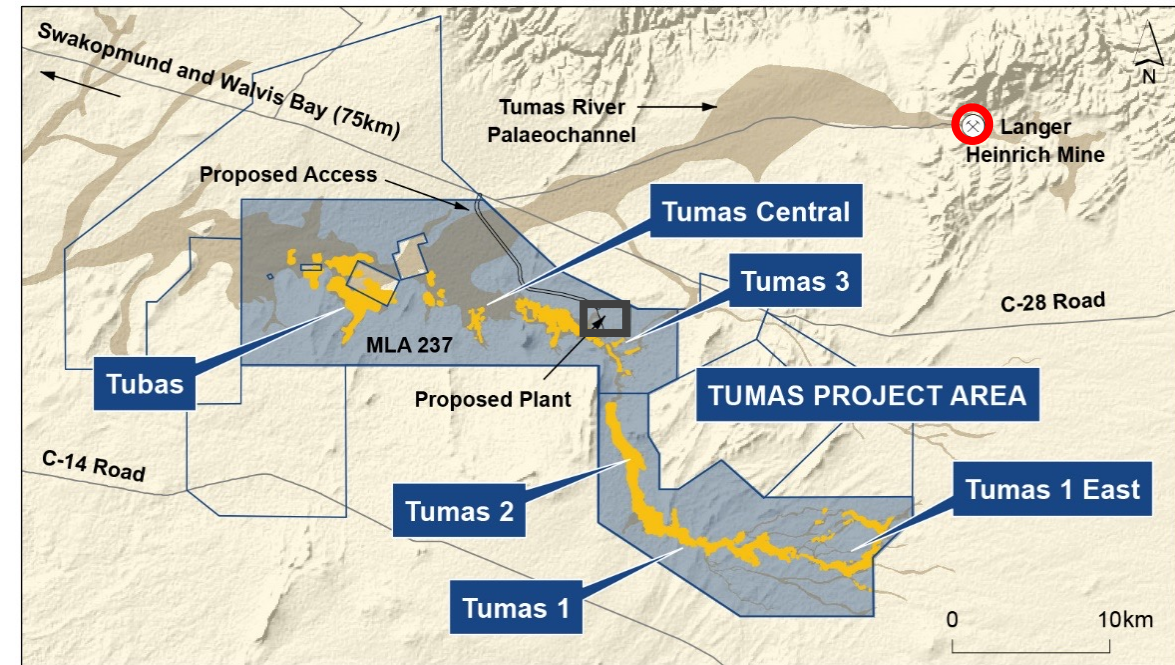 Swakopmund and Walvis Bay (75km)
N
Tumas River
Palaeochannel
Langer
Heinrich Mine
Proposed Access
Tumas Central
Tumas 3
C-28 Road
MLA 237
Tubas
Proposed Plant
TUMAS PROJECT AREA
C-14 Road
Tumas 2
Tumas 1 East
Tumas 1
0 10km